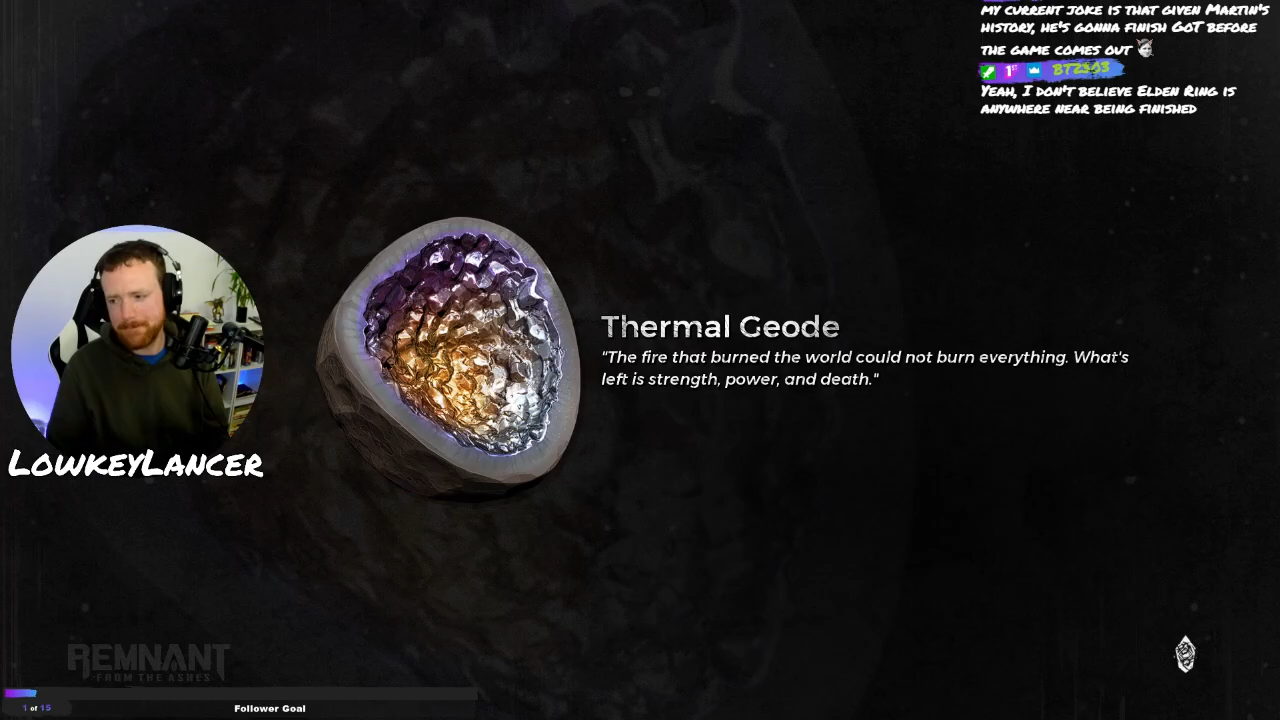 MY CURRENT JOKE IS THAT GIVEN MARTIN'S
HISTORY, HE'S GONNA FINISH GOT BEFORE
THE GAME COMES OUT
1ST BT2303
YEAH, I DON'T BELIEVE ELDEN RING IS
ANYWHERE NEAR BEING FINISHED
Thermal Geode
"The fire that burned the world could not burn everything. What's
left is strength, power, and death."
LOWKEYLANCER
REMNANT
FROM THE ASHES
1 of 15
Follower Goal